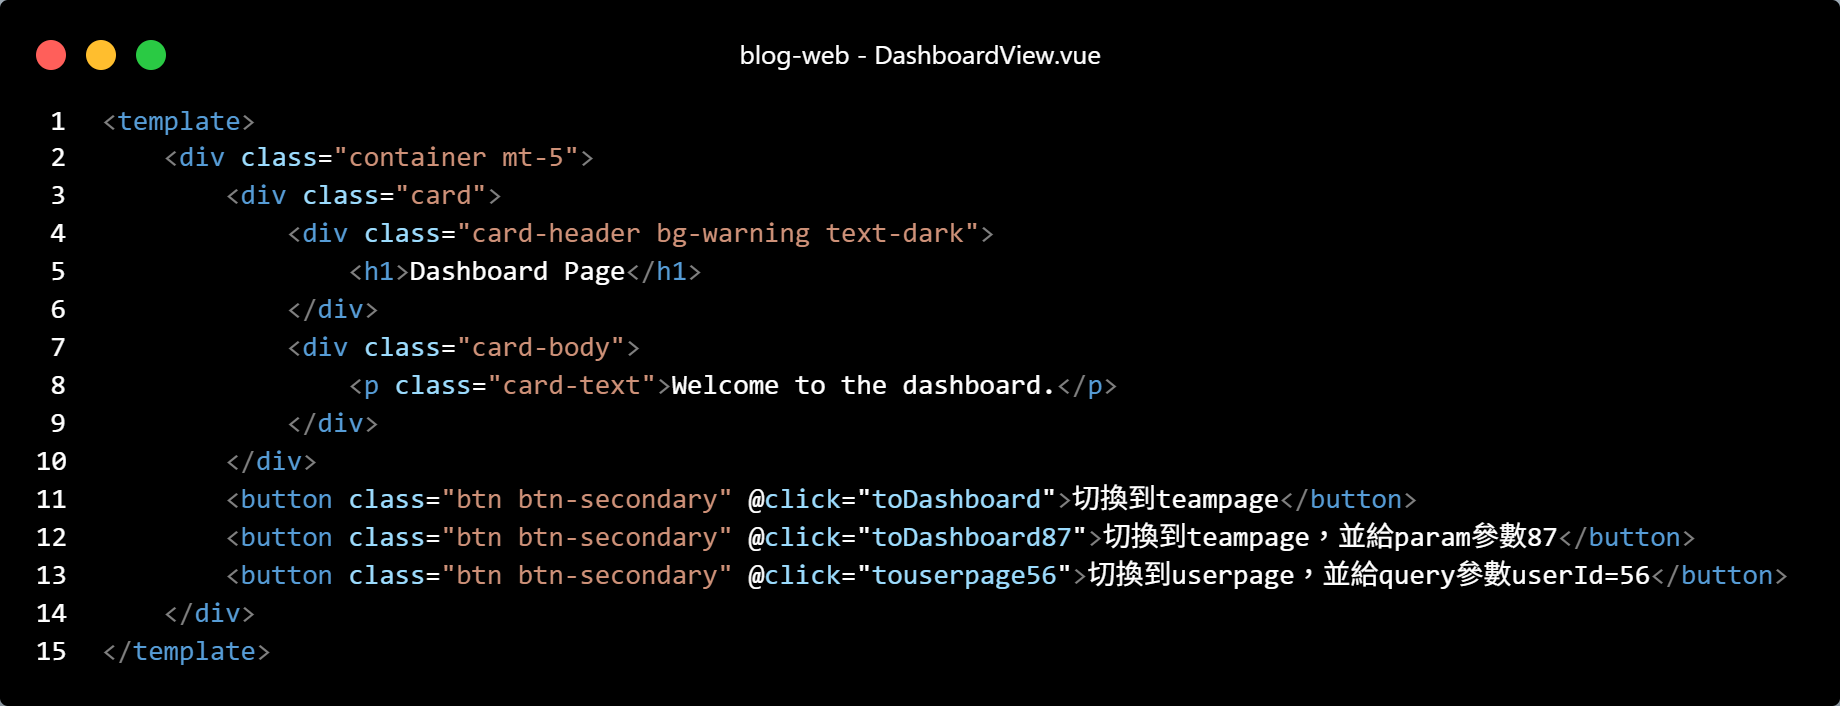 blog-web - DashboardView.vue
1 <template>
2     <div class="container mt-5">
3         <div class="card">
4             <div class="card-header bg-warning text-dark">
5                 <h1>Dashboard Page</h1>
6             </div>
7             <div class="card-body">
8                 <p class="card-text">Welcome to the dashboard.</p>
9             </div>
10         </div>
11         <button class="btn btn-secondary" @click="toDashboard">切換到teampage</button>
12         <button class="btn btn-secondary" @click="toDashboard87">切換到teampage，並給param參數87</button>
13         <button class="btn btn-secondary" @click="touserpage56">切換到userpage，並給query參數userId=56</button>
14     </div>
15 </template>